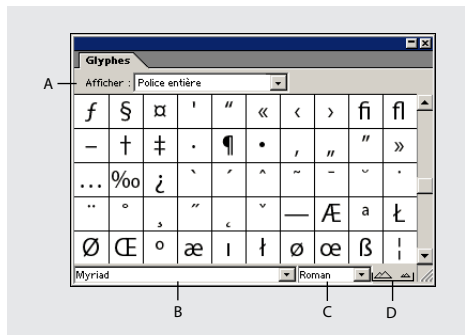 Glyphes
A
Afficher : Police entière
ƒ § ¤ ' " « ‹ › ﬁ ﬂ
– † ‡ · ¶ • ‚ „ ” »
… ‰ ¿ ` ´ ˆ ˜ ¯ ˘ ˙
¨ ˚ ¸ ˝ ˛ ˇ — Æ ª Ł
Ø Œ º æ ı ł ø œ ß ¦
Myriad Roman
B C D